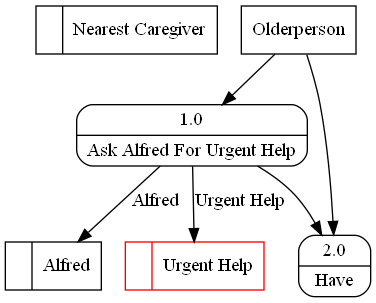 Nearest Caregiver
Olderperson
1.0
Ask Alfred For Urgent Help
Alfred
Urgent Help
Alfred
Urgent Help
2.0
Have